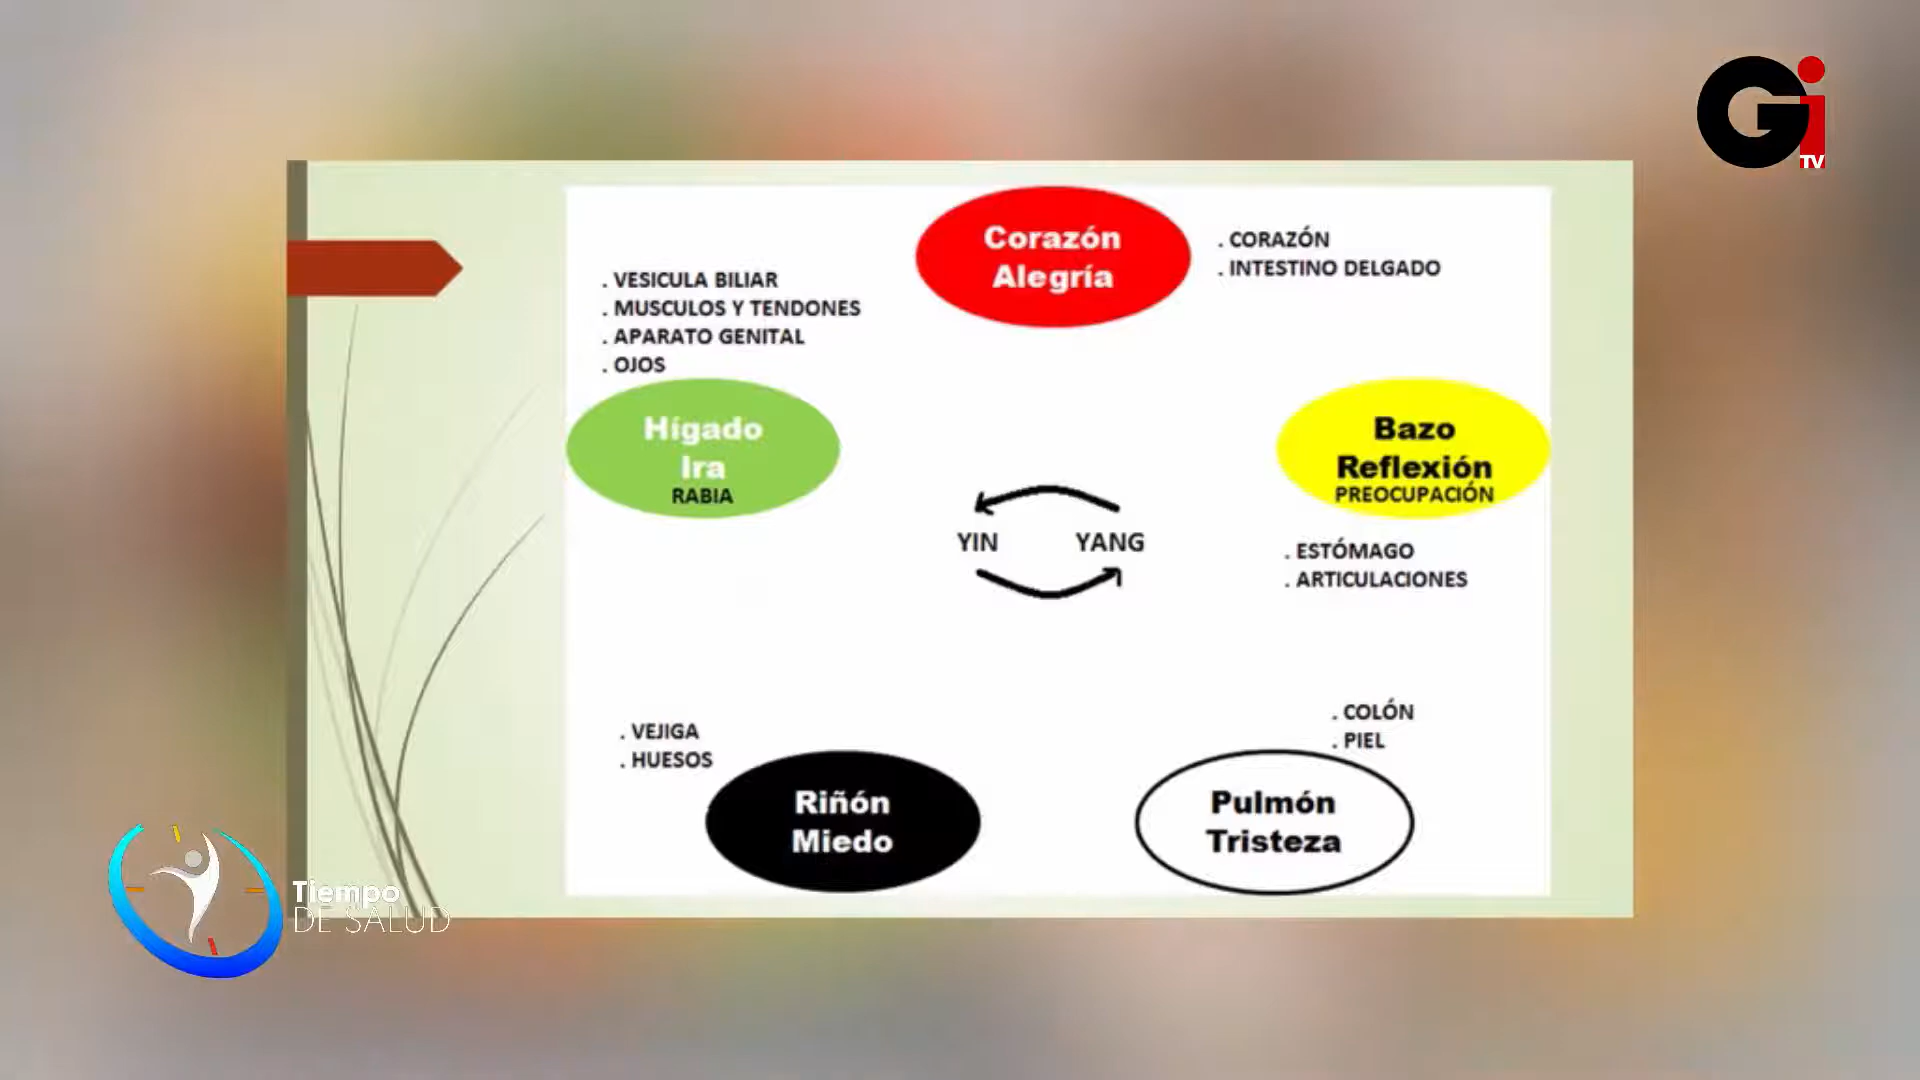 Gi
TV
Corazón
Alegría
. CORAZÓN
. INTESTINO DELGADO
. VESICULA BILIAR
. MUSCULOS Y TENDONES
. APARATO GENITAL
. OJOS
Hígado
Ira
RABIA
Bazo
Reflexión
PREOCUPACIÓN
YIN YANG
. ESTÓMAGO
. ARTICULACIONES
. VEJIGA
. HUESOS
. COLÓN
. PIEL
Riñón
Miedo
Pulmón
Tristeza
Tiempo
DE SALUD